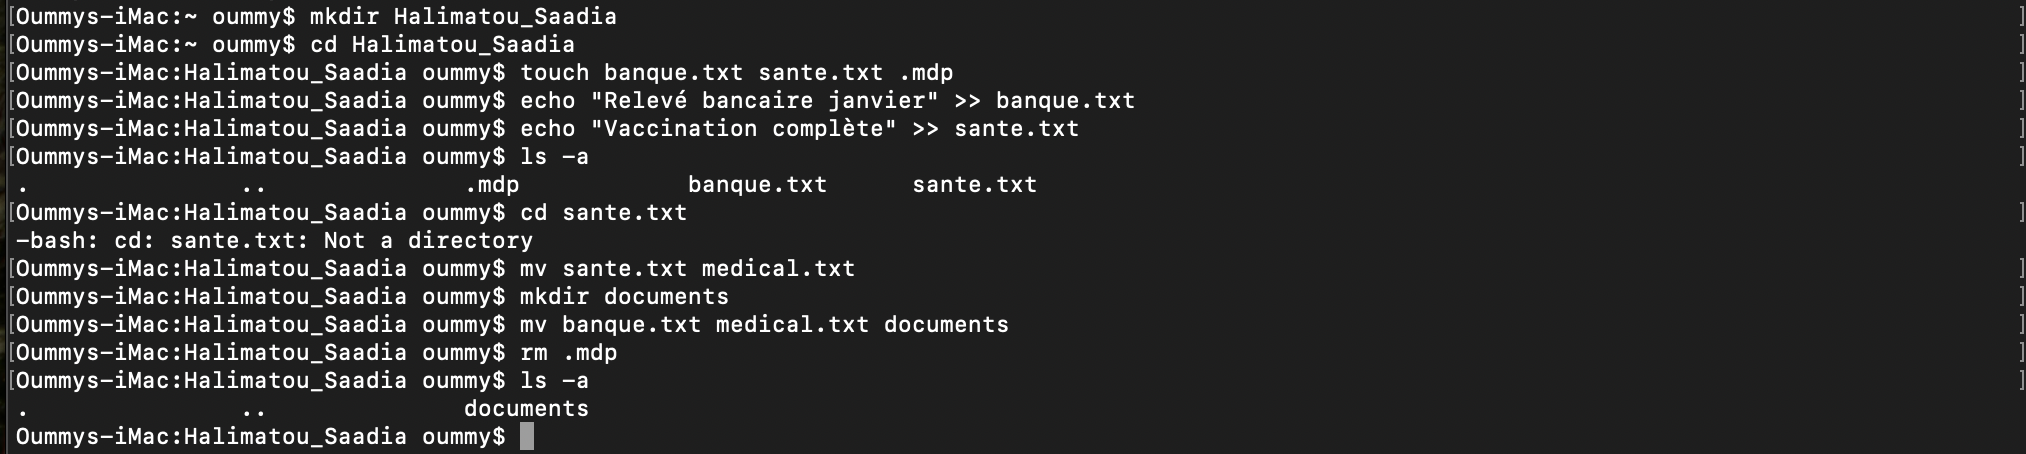 [Oummys-iMac:~ oummy$ mkdir Halimatou_Saadia ]
[Oummys-iMac:~ oummy$ cd Halimatou_Saadia ]
[Oummys-iMac:Halimatou_Saadia oummy$ touch banque.txt sante.txt .mdp ]
[Oummys-iMac:Halimatou_Saadia oummy$ echo "Relevé bancaire janvier" >> banque.txt ]
[Oummys-iMac:Halimatou_Saadia oummy$ echo "Vaccination complète" >> sante.txt ]
[Oummys-iMac:Halimatou_Saadia oummy$ ls -a ]
. .. .mdp banque.txt sante.txt
[Oummys-iMac:Halimatou_Saadia oummy$ cd sante.txt ]
-bash: cd: sante.txt: Not a directory
[Oummys-iMac:Halimatou_Saadia oummy$ mv sante.txt medical.txt ]
[Oummys-iMac:Halimatou_Saadia oummy$ mkdir documents ]
[Oummys-iMac:Halimatou_Saadia oummy$ mv banque.txt medical.txt documents ]
[Oummys-iMac:Halimatou_Saadia oummy$ rm .mdp ]
[Oummys-iMac:Halimatou_Saadia oummy$ ls -a ]
. .. documents
Oummys-iMac:Halimatou_Saadia oummy$